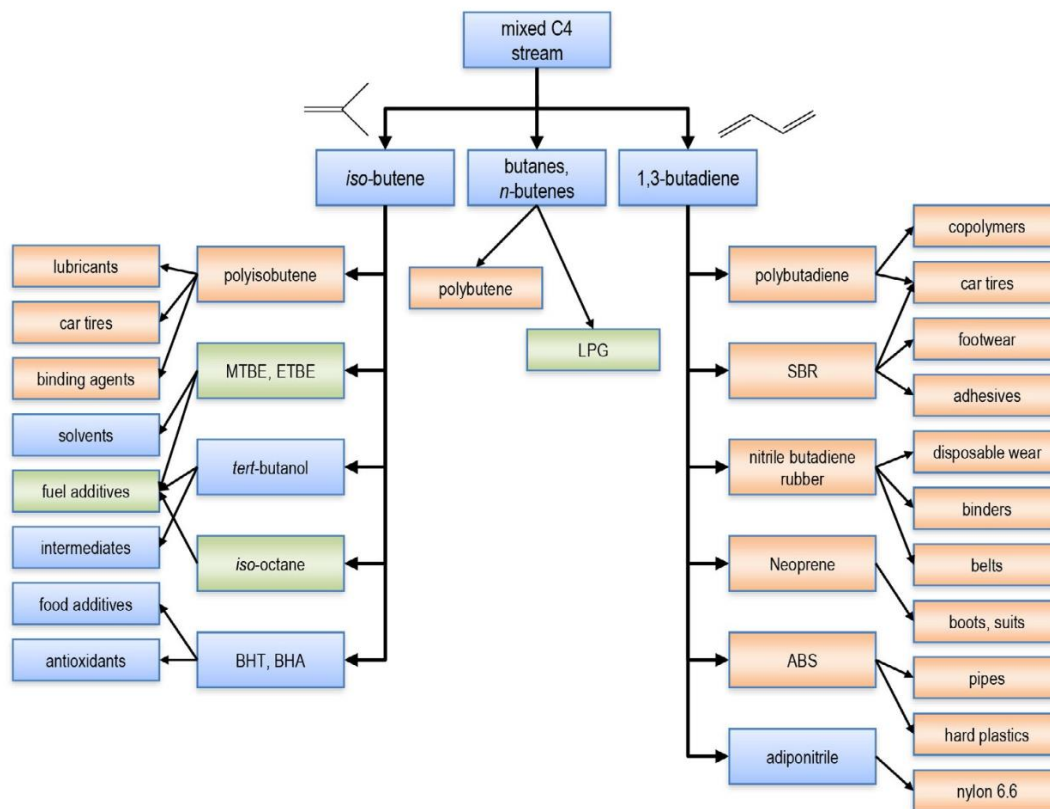 mixed C4
stream
iso-butene
butanes,
n-butenes
1,3-butadiene
lubricants
car tires
binding agents
solvents
fuel additives
intermediates
food additives
antioxidants
polyisobutene
MTBE, ETBE
tert-butanol
iso-octane
BHT, BHA
polybutene
LPG
polybutadiene
SBR
nitrile butadiene
rubber
Neoprene
ABS
adiponitrile
copolymers
car tires
footwear
adhesives
disposable wear
binders
belts
boots, suits
pipes
hard plastics
nylon 6.6